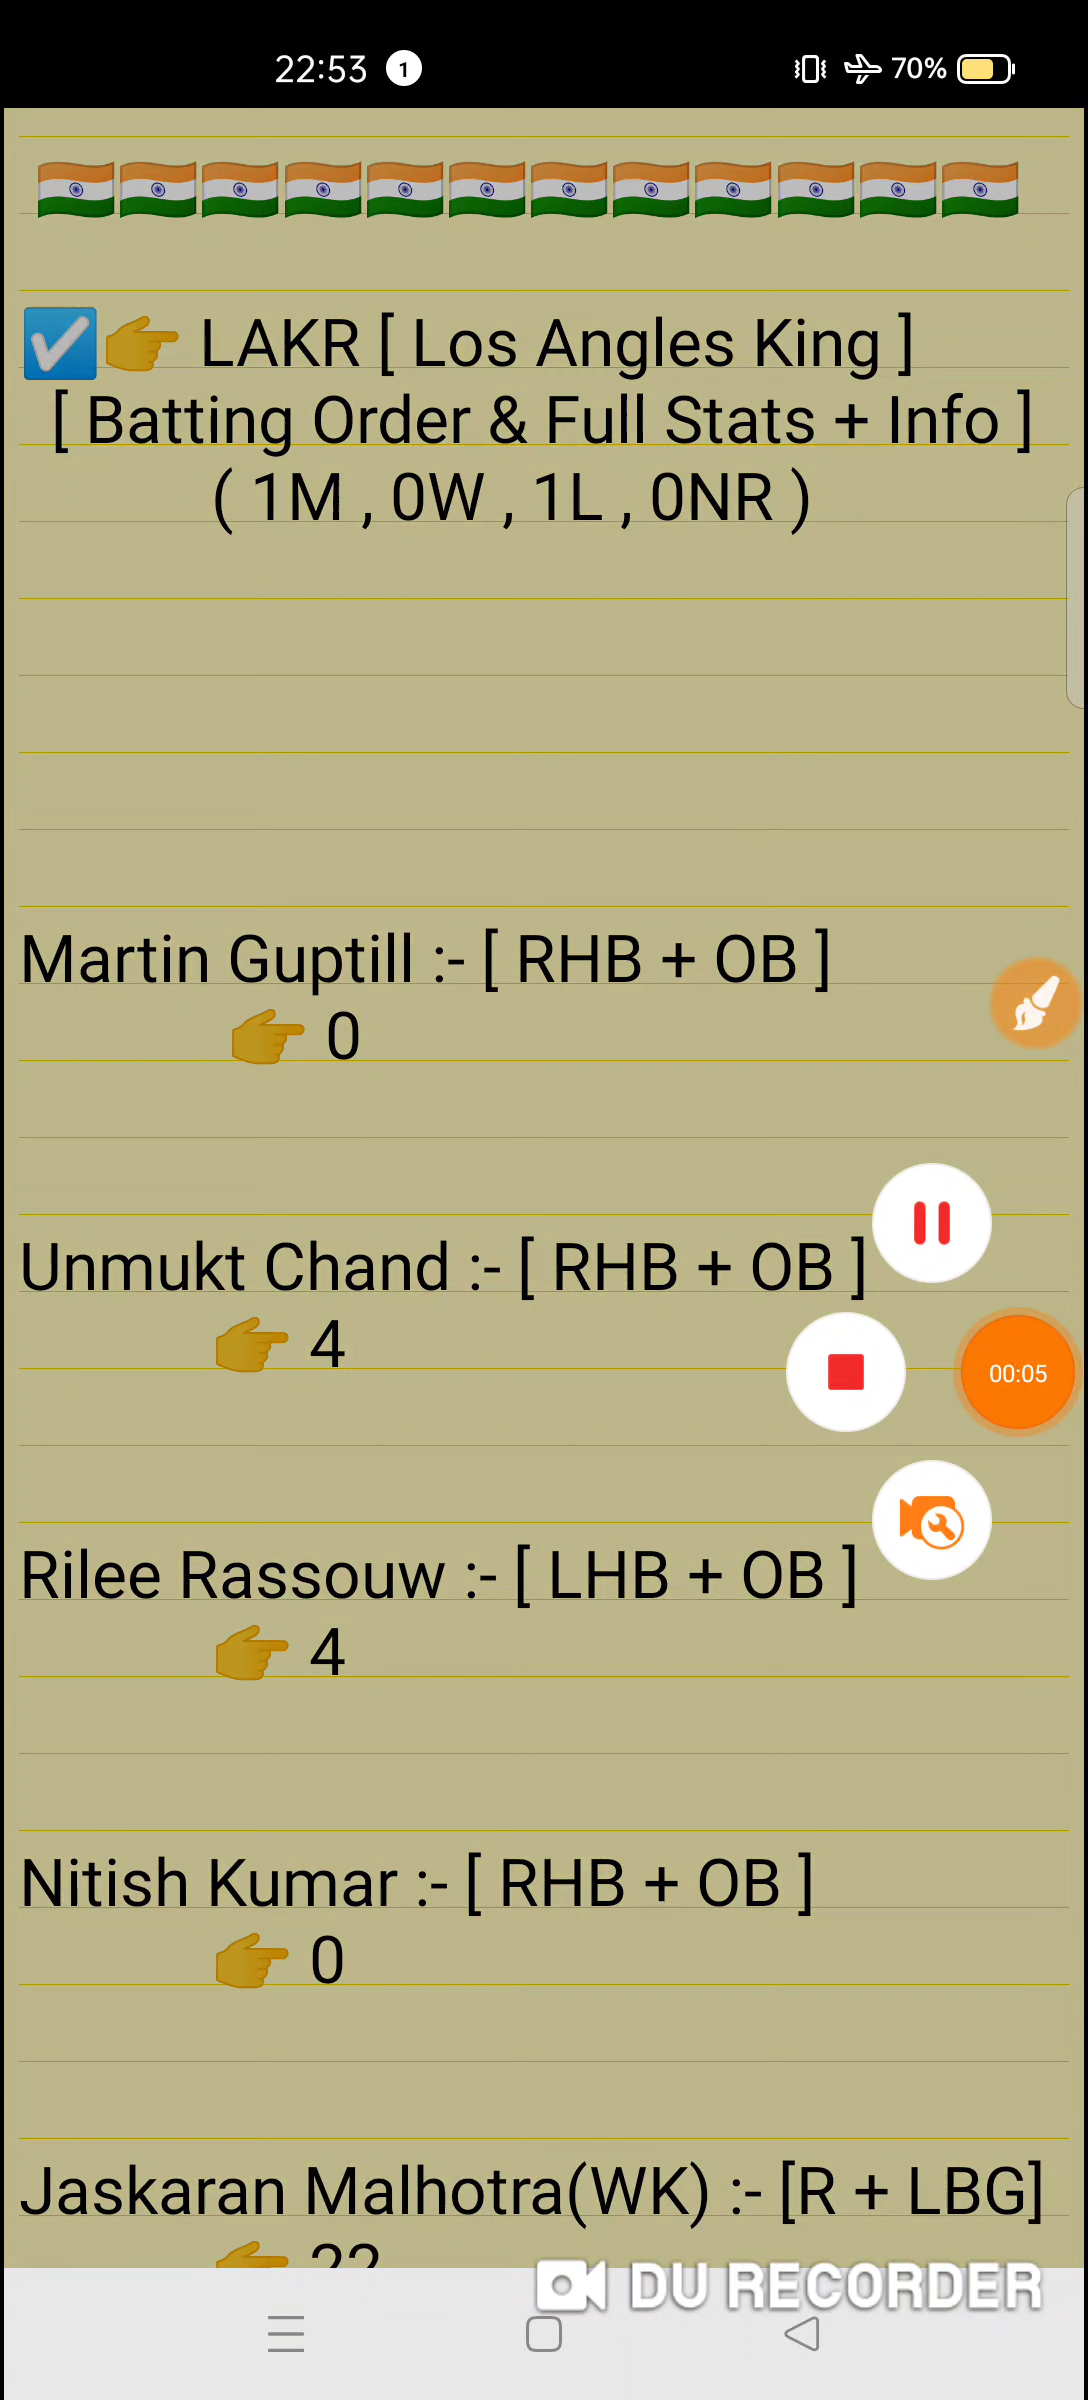 22:53 1 70%
🇮🇳🇮🇳🇮🇳🇮🇳🇮🇳🇮🇳🇮🇳🇮🇳🇮🇳🇮🇳🇮🇳🇮🇳
☑️👉 LAKR [ Los Angles King ]
[ Batting Order & Full Stats + Info ]
( 1M , 0W , 1L , 0NR )
Martin Guptill :- [ RHB + OB ]
👉 0
Unmukt Chand :- [ RHB + OB ]
👉 4
00:05
Rilee Rassouw :- [ LHB + OB ]
👉 4
Nitish Kumar :- [ RHB + OB ]
👉 0
Jaskaran Malhotra(WK) :- [R + LBG]
👉 22
DU RECORDER